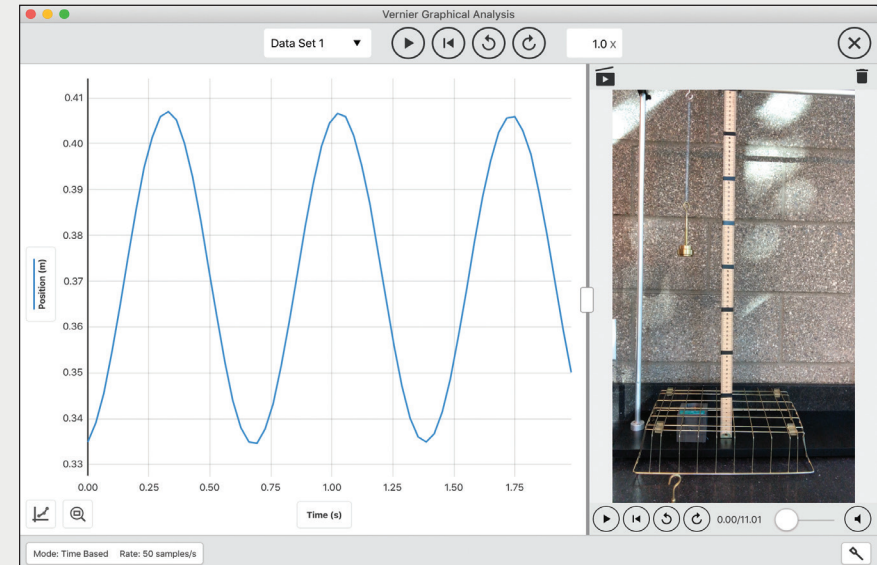 Vernier Graphical Analysis
Data Set 1
1.0 x
0.41
0.40
0.39
0.38
0.37
0.36
0.35
0.34
0.33
Position (m)
0.00 0.25 0.50 0.75 1.00 1.25 1.50 1.75
Time (s)
0.00/11.01
Mode: Time Based Rate: 50 samples/s